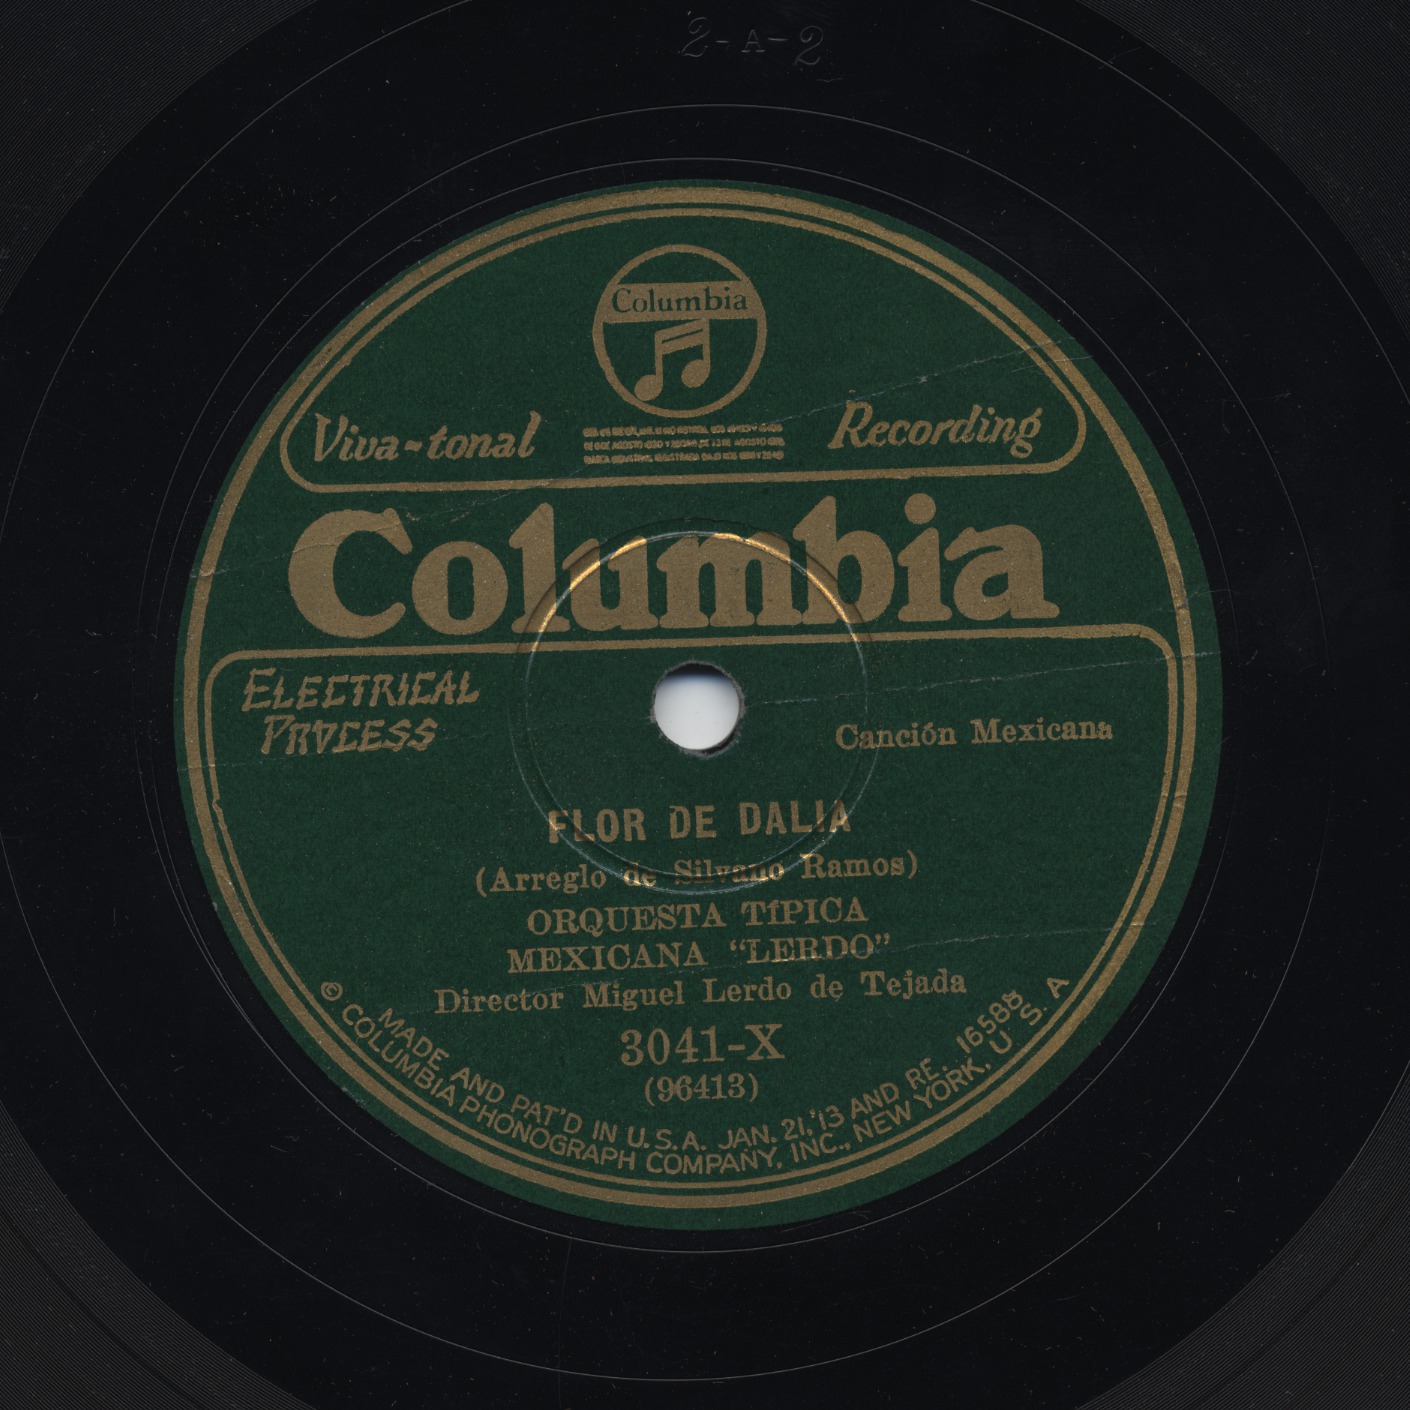 2-A-2
Columbia
Viva-tonal
Recording
Columbia
ELECTRICAL
PROCESS
Canción Mexicana
FLOR DE DALIA
(Arreglo de Silvano Ramos)
ORQUESTA TÍPICA
MEXICANA “LERDO”
Director Miguel Lerdo de Tejada
3041-X
(96413)
MADE AND PAT'D IN U.S.A. JAN. 21,'13 AND RE. 16588
© COLUMBIA PHONOGRAPH COMPANY, INC., NEW YORK, U S. A